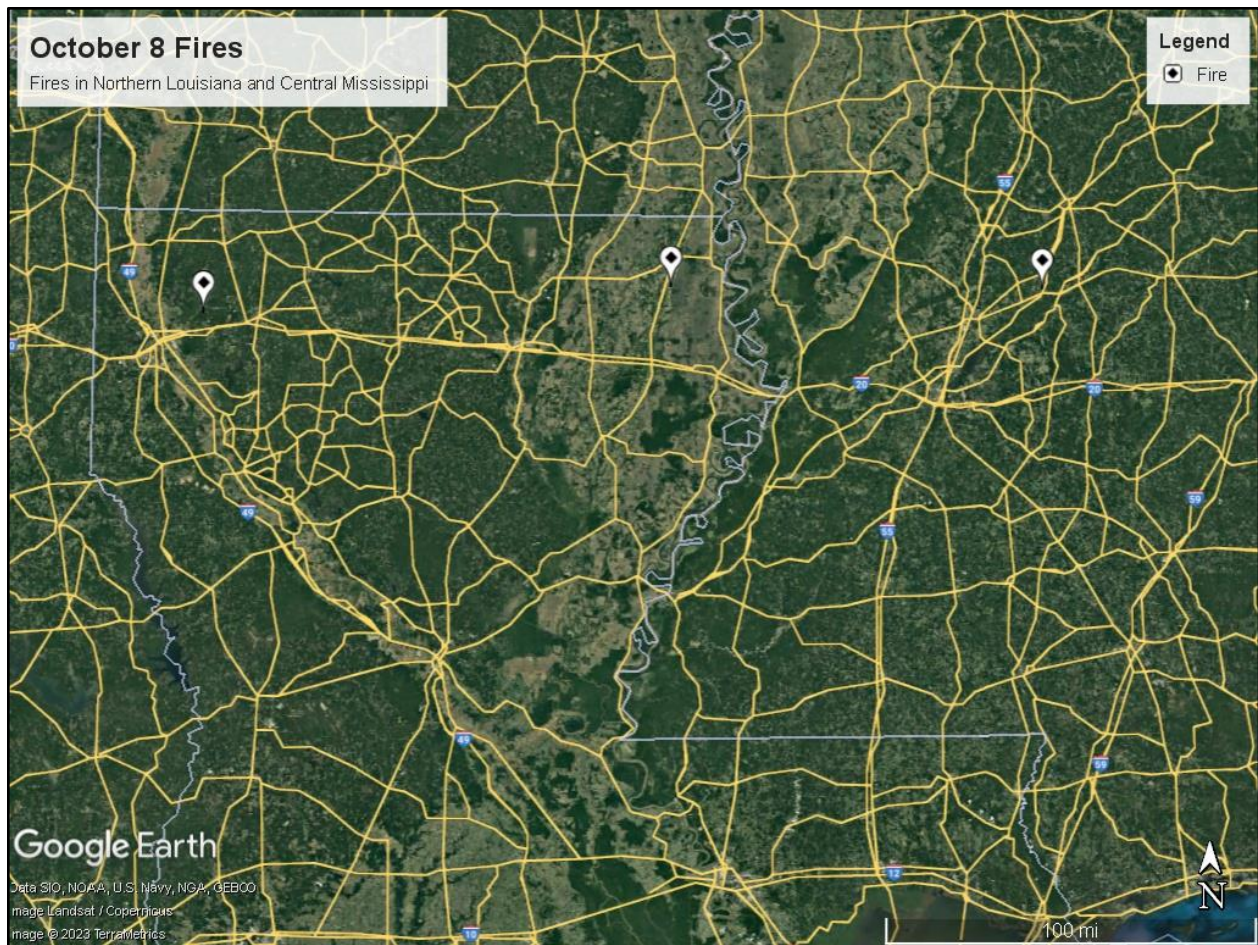 October 8 Fires
Fires in Northern Louisiana and Central Mississippi
Legend
Fire
55
49
20
20
49
59
55
49
59
12
10
Google Earth
Data SIO, NOAA, U.S. Navy, NGA, GEBCO
Image Landsat / Copernicus
Image © 2023 TerraMetrics
N
100 mi